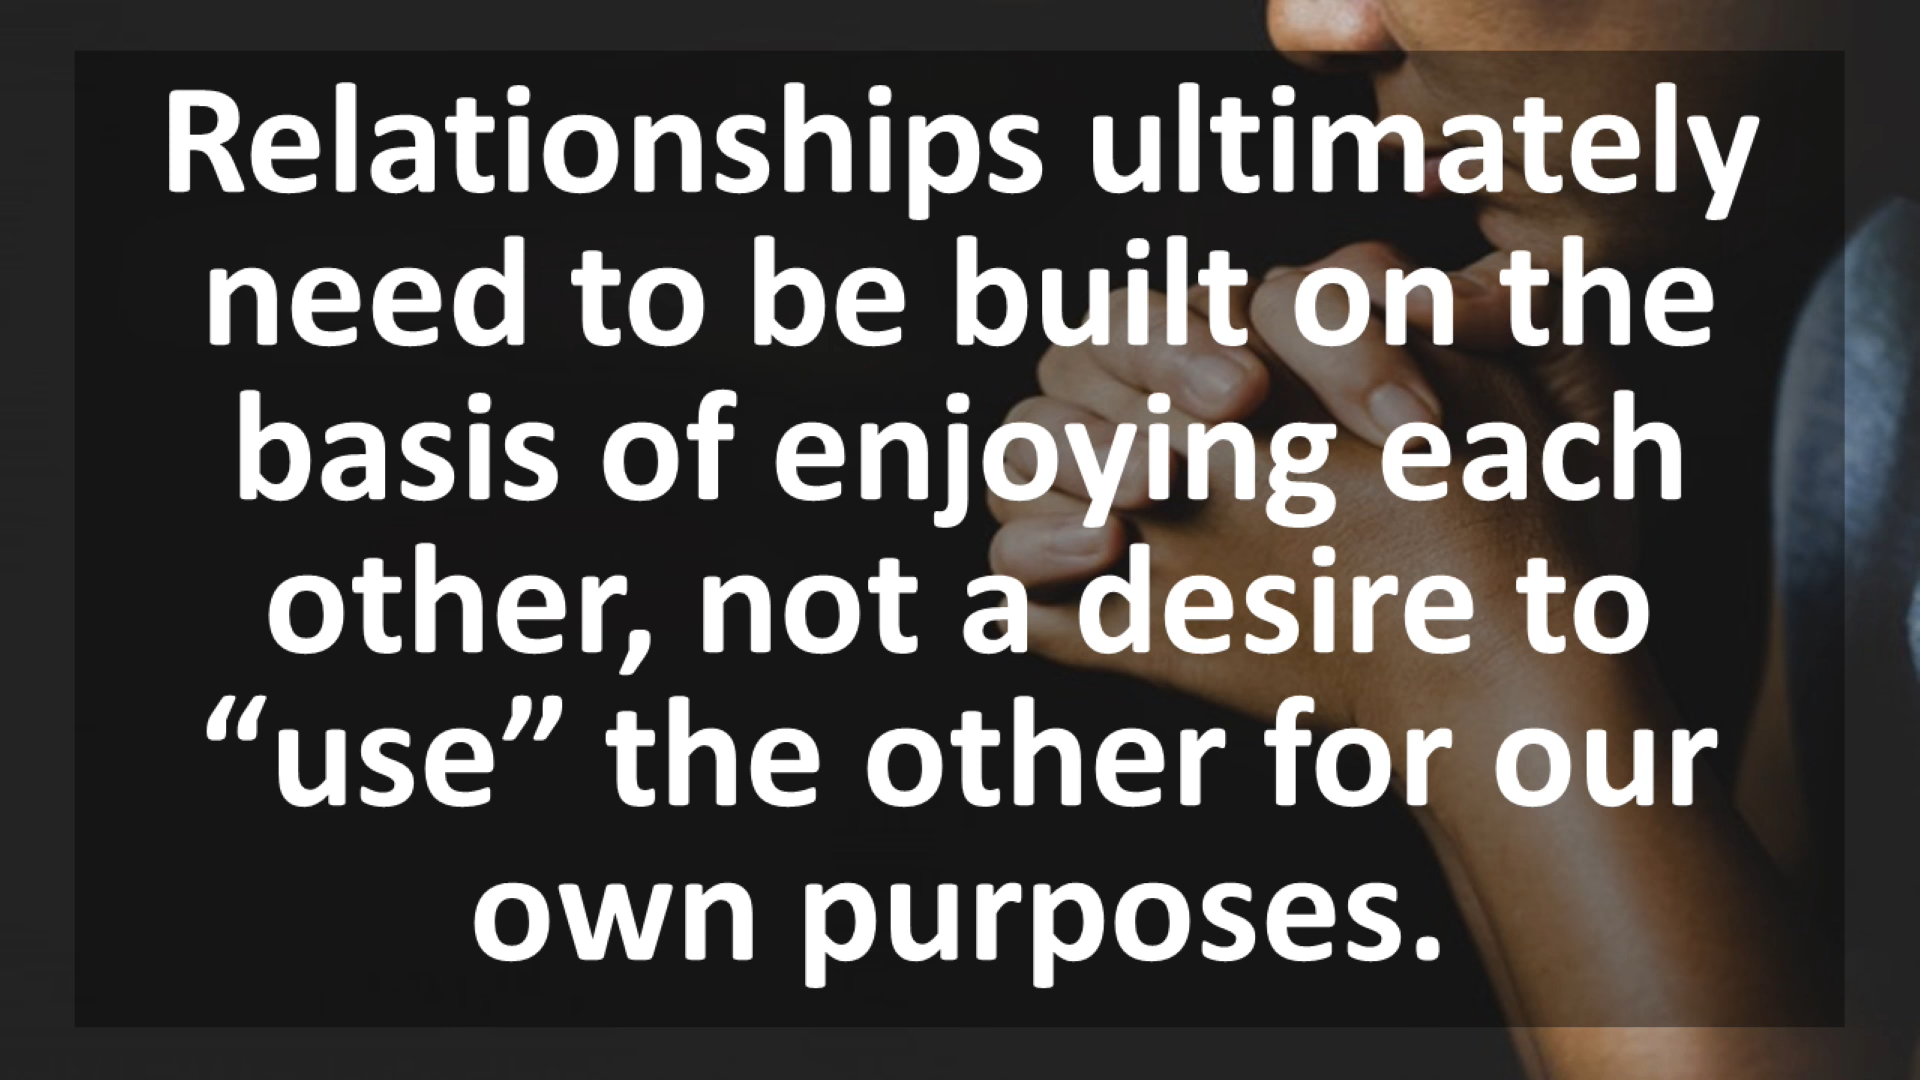 Relationships ultimately
need to be built on the
basis of enjoying each
other, not a desire to
“use” the other for our
own purposes.